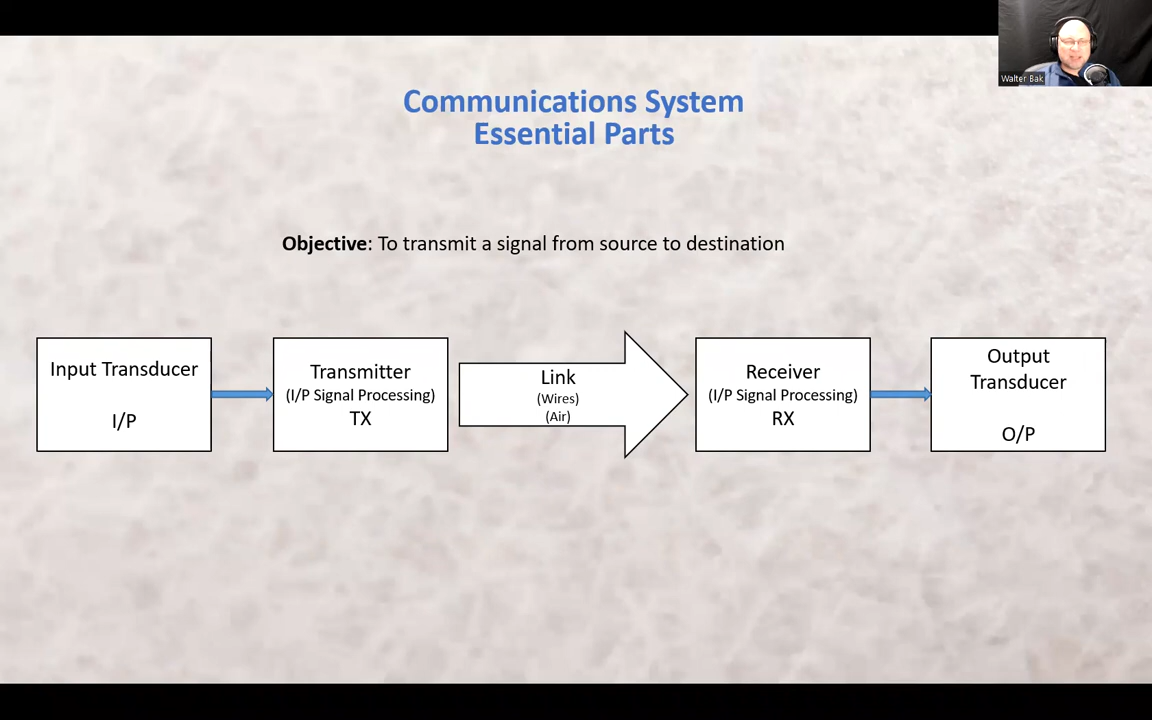 Walter Bak
Communications System
Essential Parts
Objective: To transmit a signal from source to destination
Input Transducer
I/P
Transmitter
(I/P Signal Processing)
TX
Link
(Wires)
(Air)
Receiver
(I/P Signal Processing)
RX
Output
Transducer
O/P